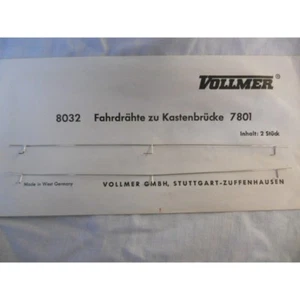 VOLLMER®
8032 Fahrdrähte zu Kastenbrücke 7801
Inhalt: 2 Stück
Made in West Germany
VOLLMER GMBH, STUTTGART-ZUFFENHAUSEN